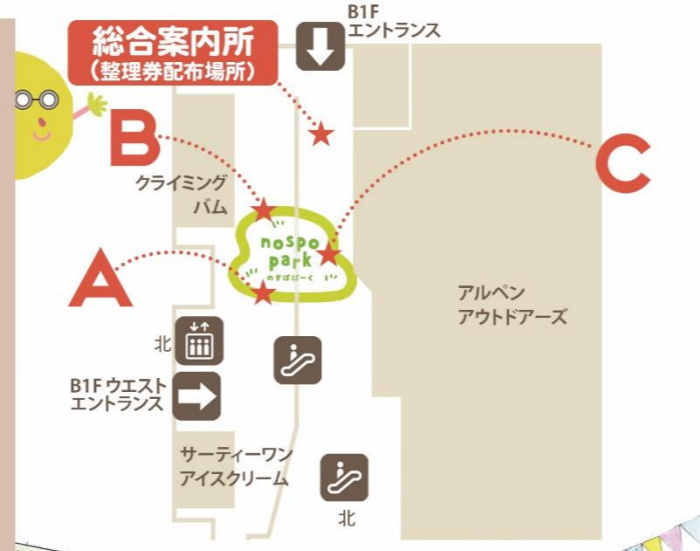 B1F
エントランス
総合案内所
（整理券配布場所）
B
C
クライミング
バム
nospo
park
のすぽぱーく
A
アルペン
アウトドアーズ
北
B1F ウエスト
エントランス
サーティーワン
アイスクリーム
北